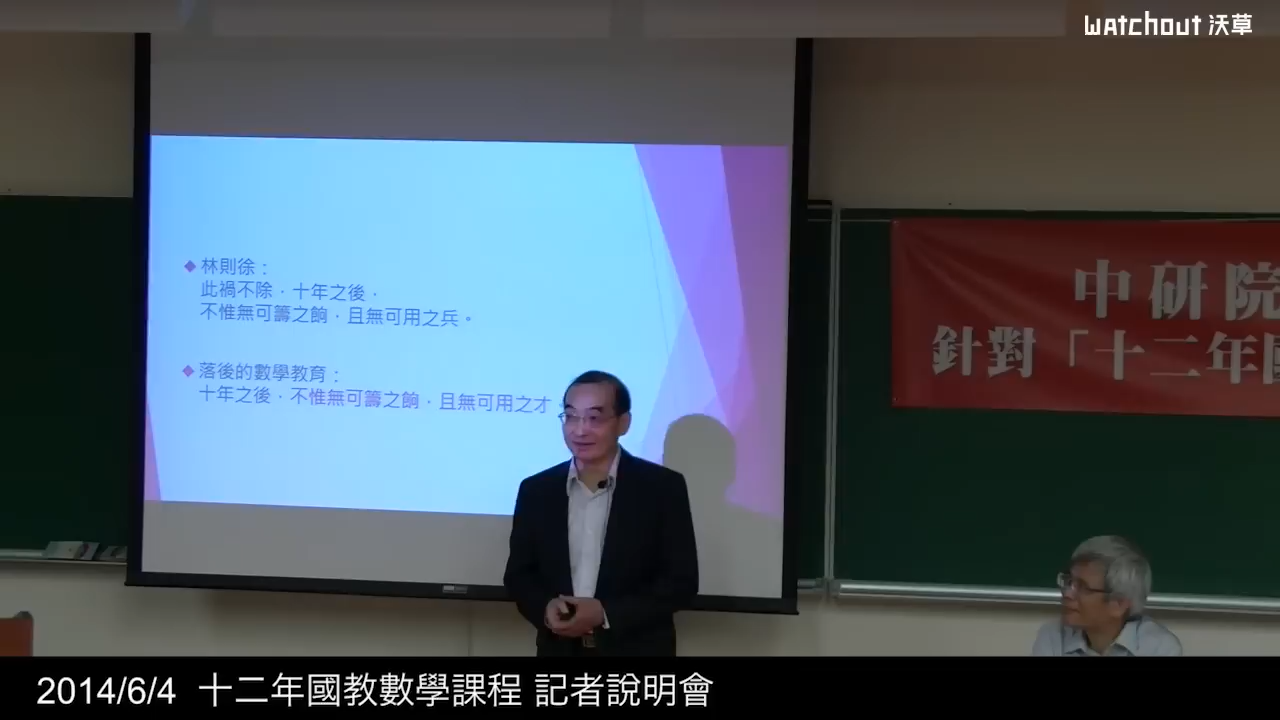 watchout 沃草
林則徐：
此禍不除，十年之後，
不惟無可籌之餉，且無可用之兵。
落後的數學教育：
十年之後，不惟無可籌之餉，且無可用之才
中研院
針對「十二年國
2014/6/4 十二年國教數學課程 記者說明會